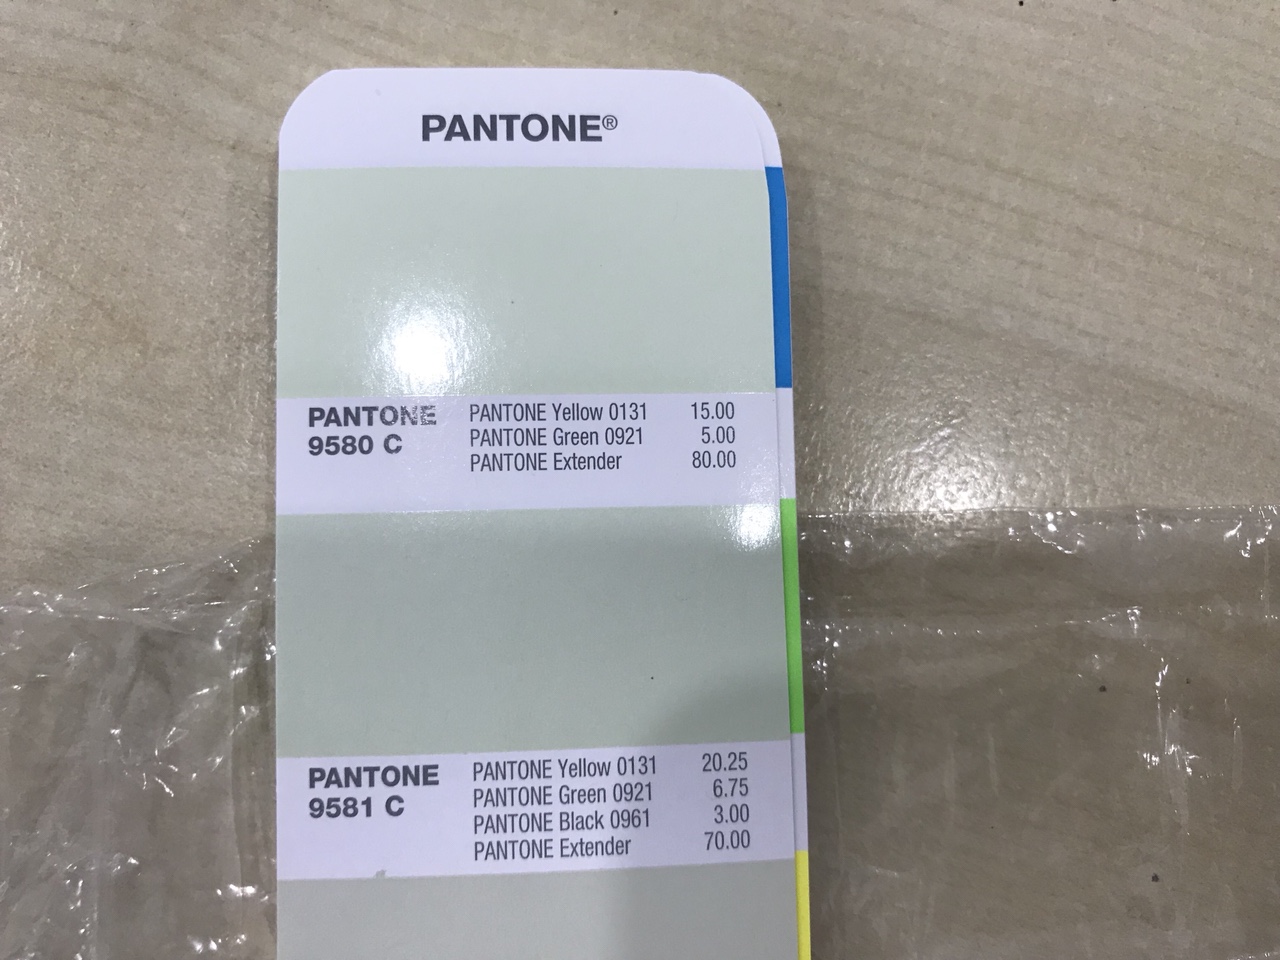 PANTONE®
PANTONE
9580 C
PANTONE Yellow 0131 15.00
PANTONE Green 0921 5.00
PANTONE Extender 80.00
PANTONE
9581 C
PANTONE Yellow 0131 20.25
PANTONE Green 0921 6.75
PANTONE Black 0961 3.00
PANTONE Extender 70.00